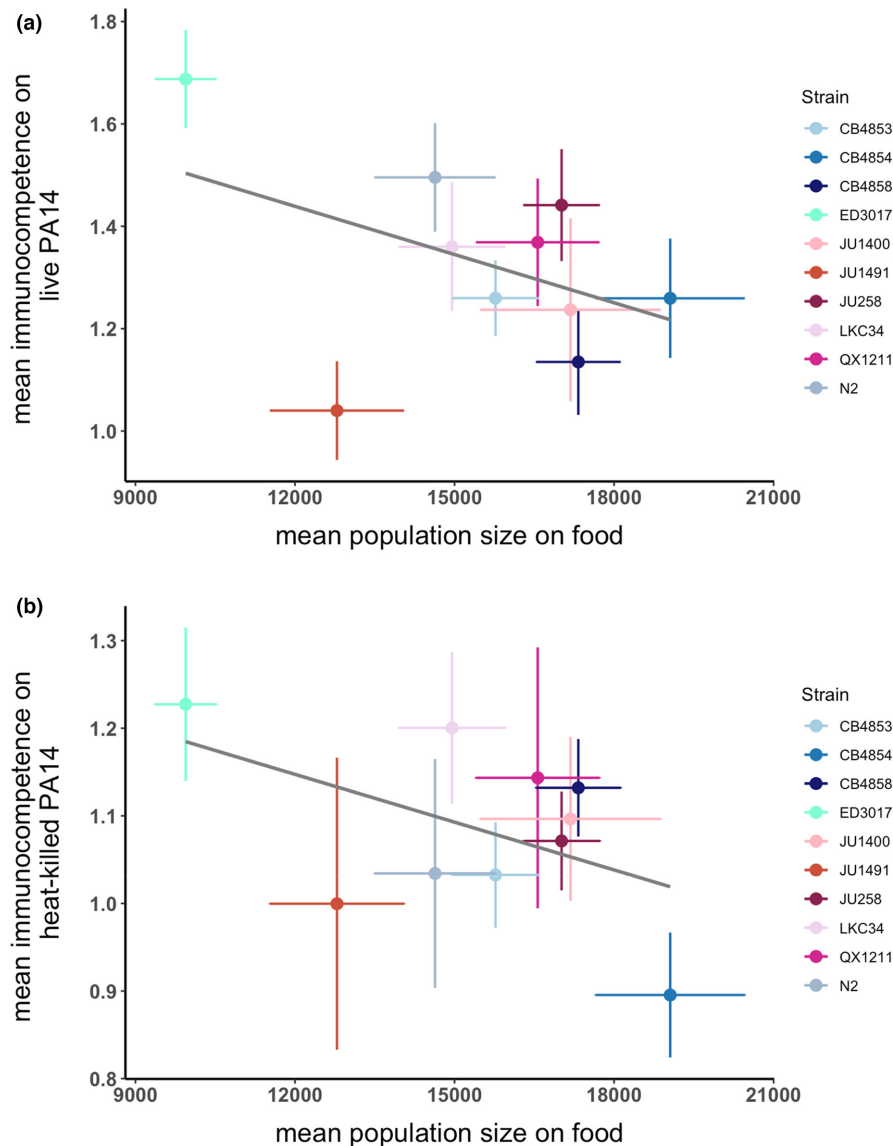 (a)
mean immunocompetence on
live PA14
1.8
1.6
1.4
1.2
1.0
9000 12000 15000 18000 21000
mean population size on food
Strain
CB4853
CB4854
CB4858
ED3017
JU1400
JU1491
JU258
LKC34
QX1211
N2
(b)
mean immunocompetence on
heat-killed PA14
1.3
1.2
1.1
1.0
0.9
0.8
9000 12000 15000 18000 21000
mean population size on food
Strain
CB4853
CB4854
CB4858
ED3017
JU1400
JU1491
JU258
LKC34
QX1211
N2